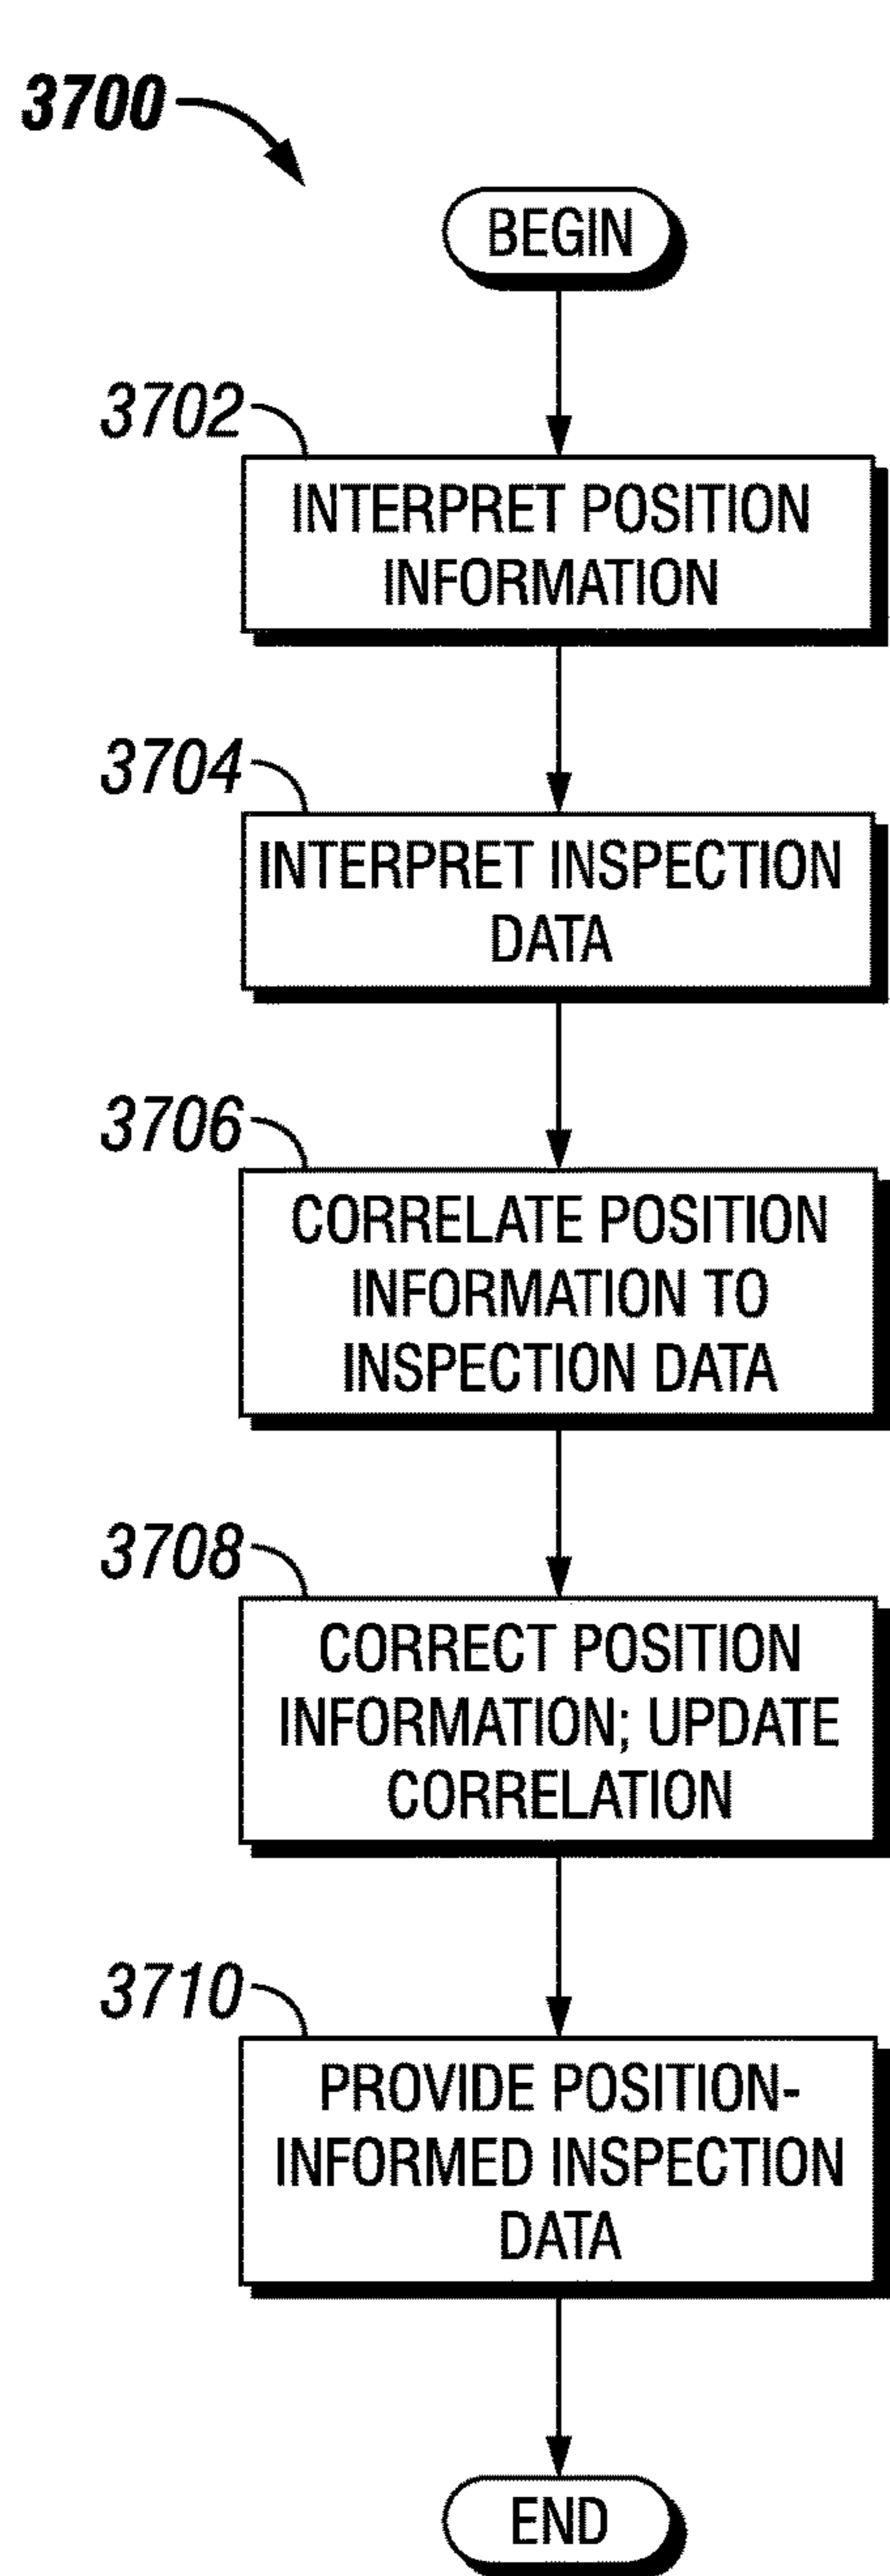 3700
BEGIN
3702
INTERPRET POSITION
INFORMATION
3704
INTERPRET INSPECTION
DATA
3706
CORRELATE POSITION
INFORMATION TO
INSPECTION DATA
3708
CORRECT POSITION
INFORMATION; UPDATE
CORRELATION
3710
PROVIDE POSITION-
INFORMED INSPECTION
DATA
END